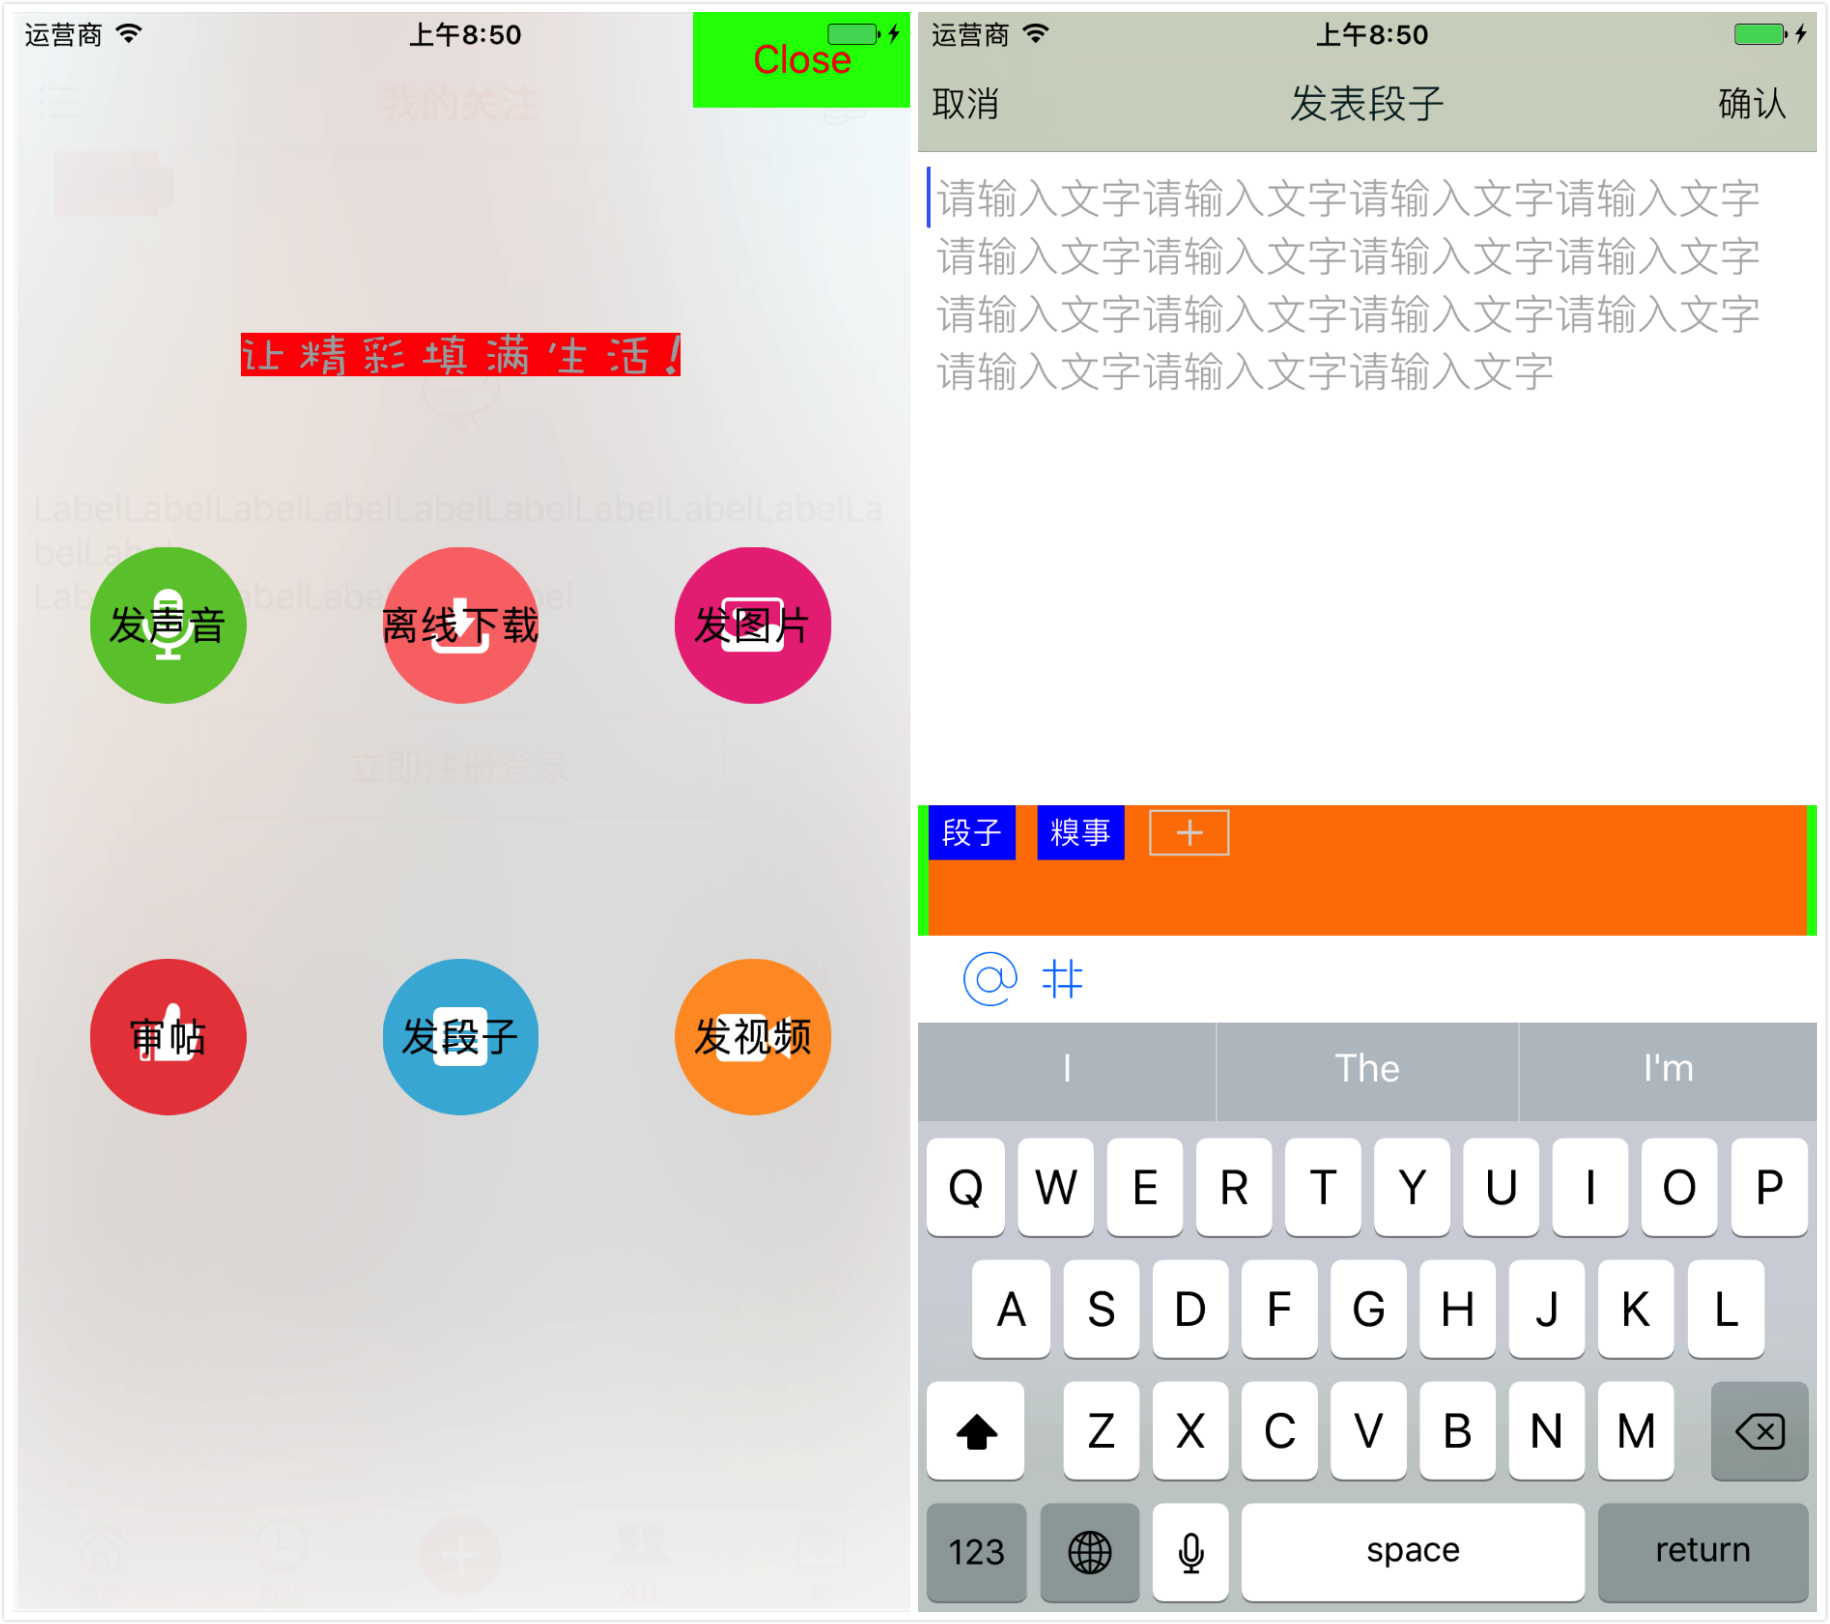 运营商
上午8:50
Close
我的关注
让精彩填满生活!
LabelLabelLabelLabelLabelLabelLabelLabelLabelLa
发声音
离线下载
发图片
立即注册登录
审帖
发段子
发视频
关注
运营商
上午8:50
取消
发表段子
确认
请输入文字请输入文字请输入文字请输入文字
请输入文字请输入文字请输入文字请输入文字
请输入文字请输入文字请输入文字请输入文字
请输入文字请输入文字请输入文字
段子
糗事
+
@ #
I
The
I'm
Q W E R T Y U I O P
A S D F G H J K L
Z X C V B N M
123
space
return